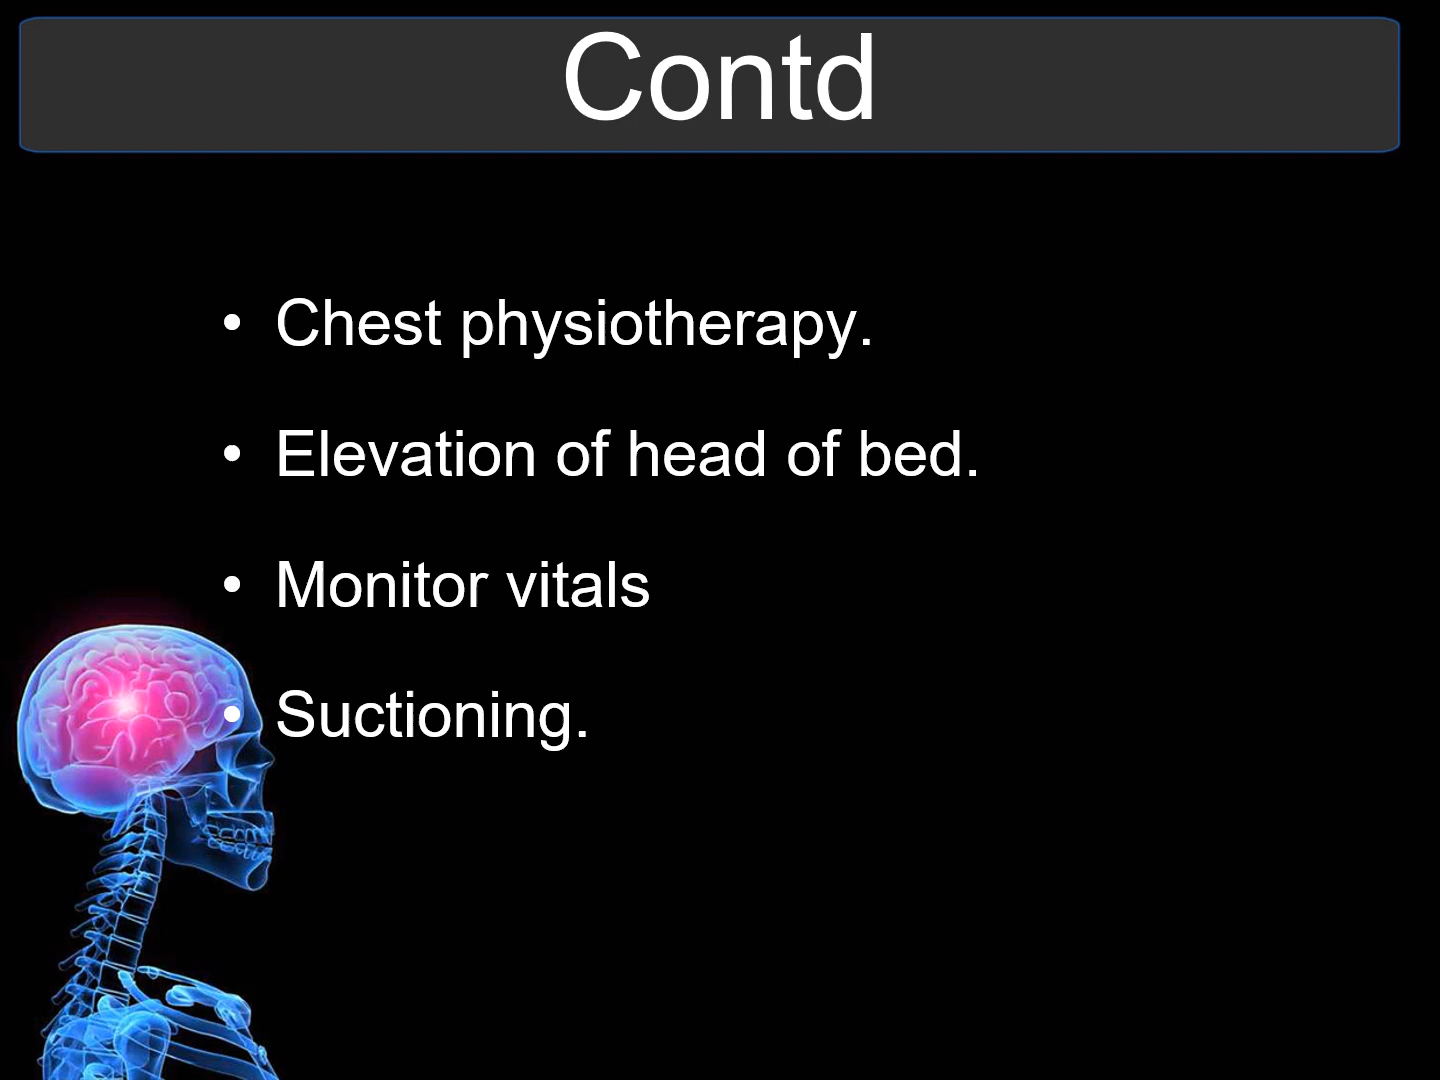 Contd
• Chest physiotherapy.
• Elevation of head of bed.
• Monitor vitals
• Suctioning.